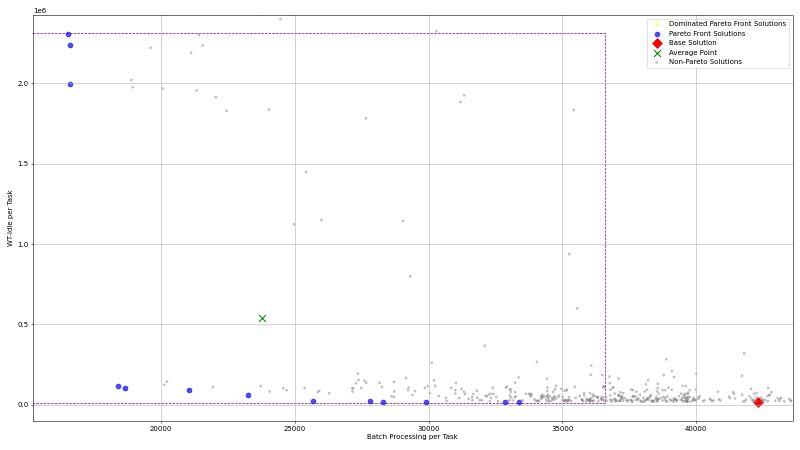 1e6
Dominated Pareto Front Solutions
Pareto Front Solutions
Base Solution
Average Point
Non-Pareto Solutions
2.0
1.5
1.0
0.5
0.0
WT-Idle per Task
20000 25000 30000 35000 40000
Batch Processing per Task